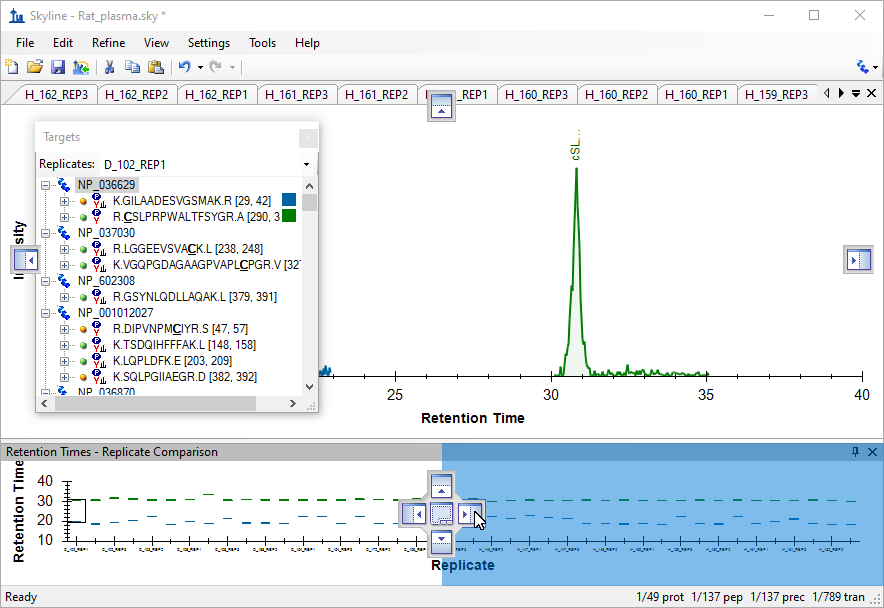 Skyline - Rat_plasma.sky *
File Edit Refine View Settings Tools Help
H_162_REP3 H_162_REP2 H_162_REP1 H_161_REP3 H_161_REP2 _REP1 H_160_REP3 H_160_REP2 H_160_REP1 H_159_REP3
Targets
Replicates: D_102_REP1
NP_036629
K.GILAADESVGSMAK.R [29, 42]
R.CSLPRPWALTFSYGR.A [290, 3
NP_037030
R.LGGEEVSVACK.L [238, 248]
K.VGQPGDAGAAGPVAPLCPGR.V [327
NP_602308
R.GSYNLQDLLAQAK.L [379, 391]
NP_001012027
R.DIPVNPMCIYR.S [47, 57]
K.TSDQIHFFFAK.L [148, 158]
K.LQPLDFK.E [203, 209]
K.SQLPGIIAEGR.D [382, 392]
NP_036870
cSL...
25 30 35 40
Retention Time
Retention Times - Replicate Comparison
Retention Time
40
30
20
10
Replicate
Ready 1/49 prot 1/137 pep 1/137 prec 1/789 tran